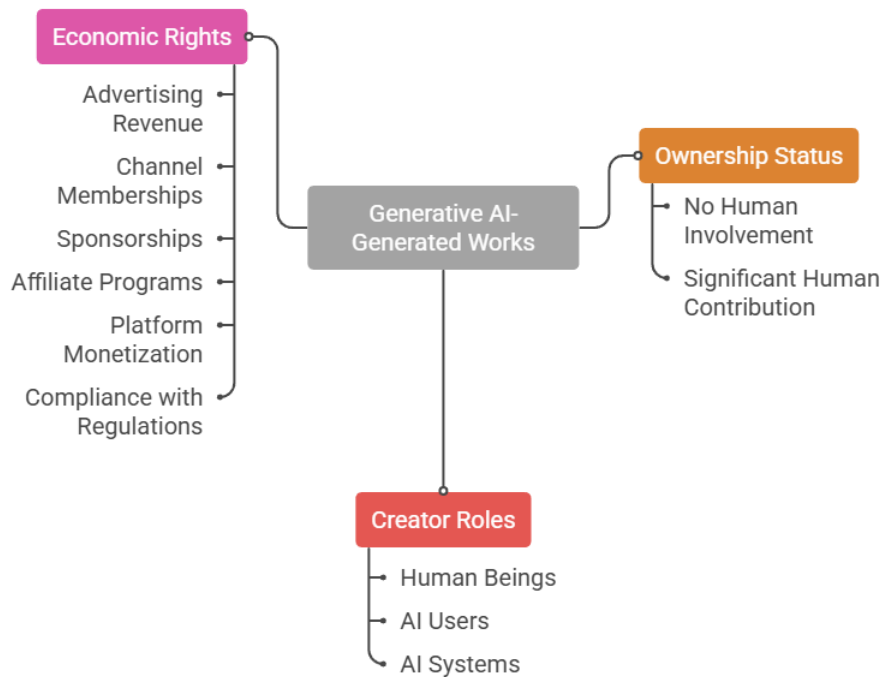 Economic Rights
Advertising
Revenue
Channel
Memberships
Sponsorships
Affiliate Programs
Platform
Monetization
Compliance with
Regulations
Generative AI-
Generated Works
Ownership Status
No Human
Involvement
Significant Human
Contribution
Creator Roles
Human Beings
AI Users
AI Systems